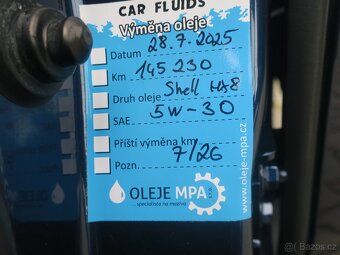 CAR FLUIDS
Výměna oleje
Datum 28.7.2025
Km 145 230
Druh oleje Shell HX8
SAE 5W-30
Příští výměna km
Pozn. 7/26
OLEJE MPA
specialista na maziva
www.oleje-mpa.cz
Bazos.cz